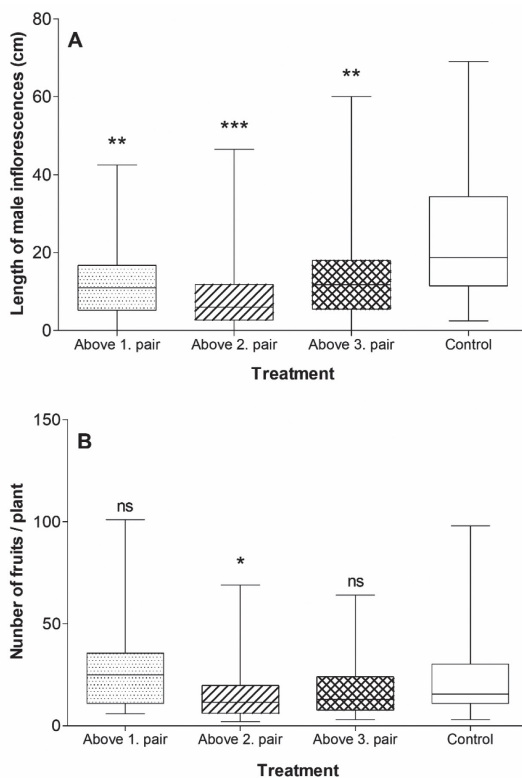 80
A
60
40
20
0
Length of male inflorescences (cm)
**
***
**
Above 1. pair Above 2. pair Above 3. pair Control
Treatment
150
B
100
50
0
Nunber of fruits / plant
ns
*
ns
Above 1. pair Above 2. pair Above 3. pair Control
Treatment